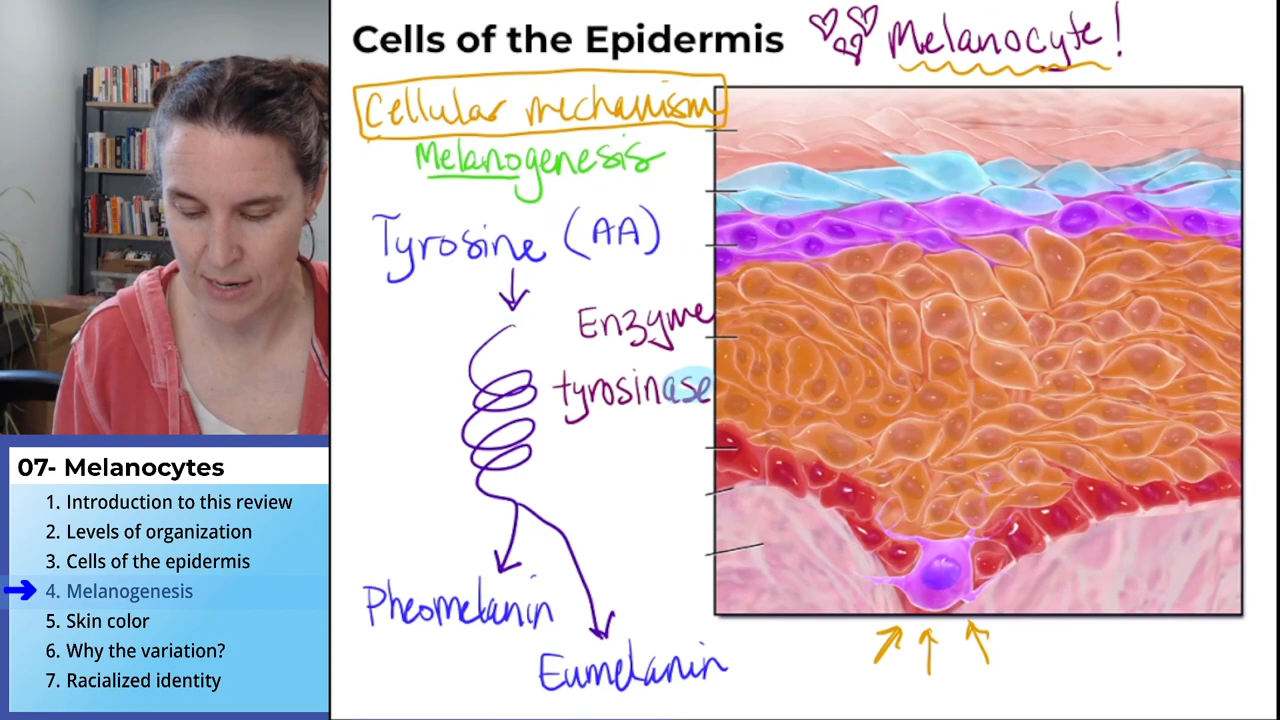 Cells of the Epidermis
Melanocyte!
Cellular mechanism
Melanogenesis
Tyrosine (AA)
Enzyme
tyrosinase
Pheomelanin
Eumelanin
07- Melanocytes
1. Introduction to this review
2. Levels of organization
3. Cells of the epidermis
4. Melanogenesis
5. Skin color
6. Why the variation?
7. Racialized identity